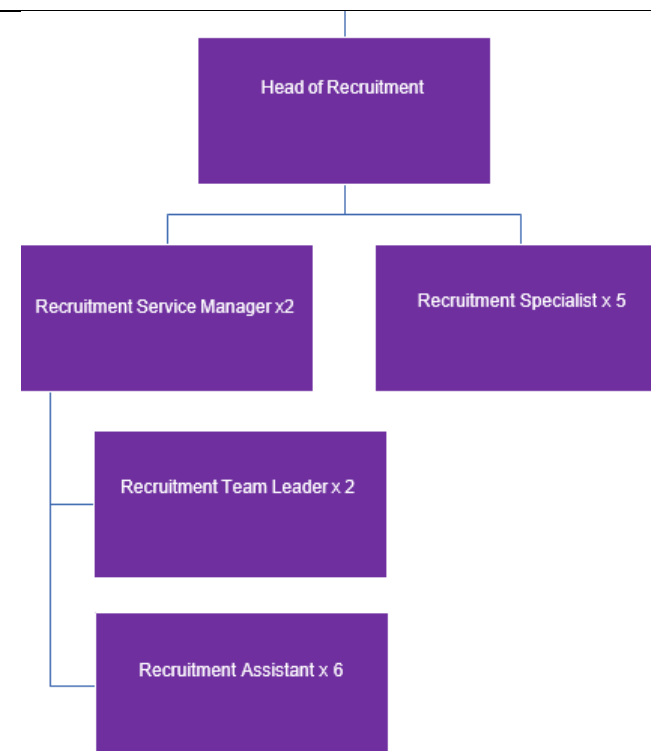 Head of Recruitment
Recruitment Service Manager x2
Recruitment Specialist x 5
Recruitment Team Leader x 2
Recruitment Assistant x 6